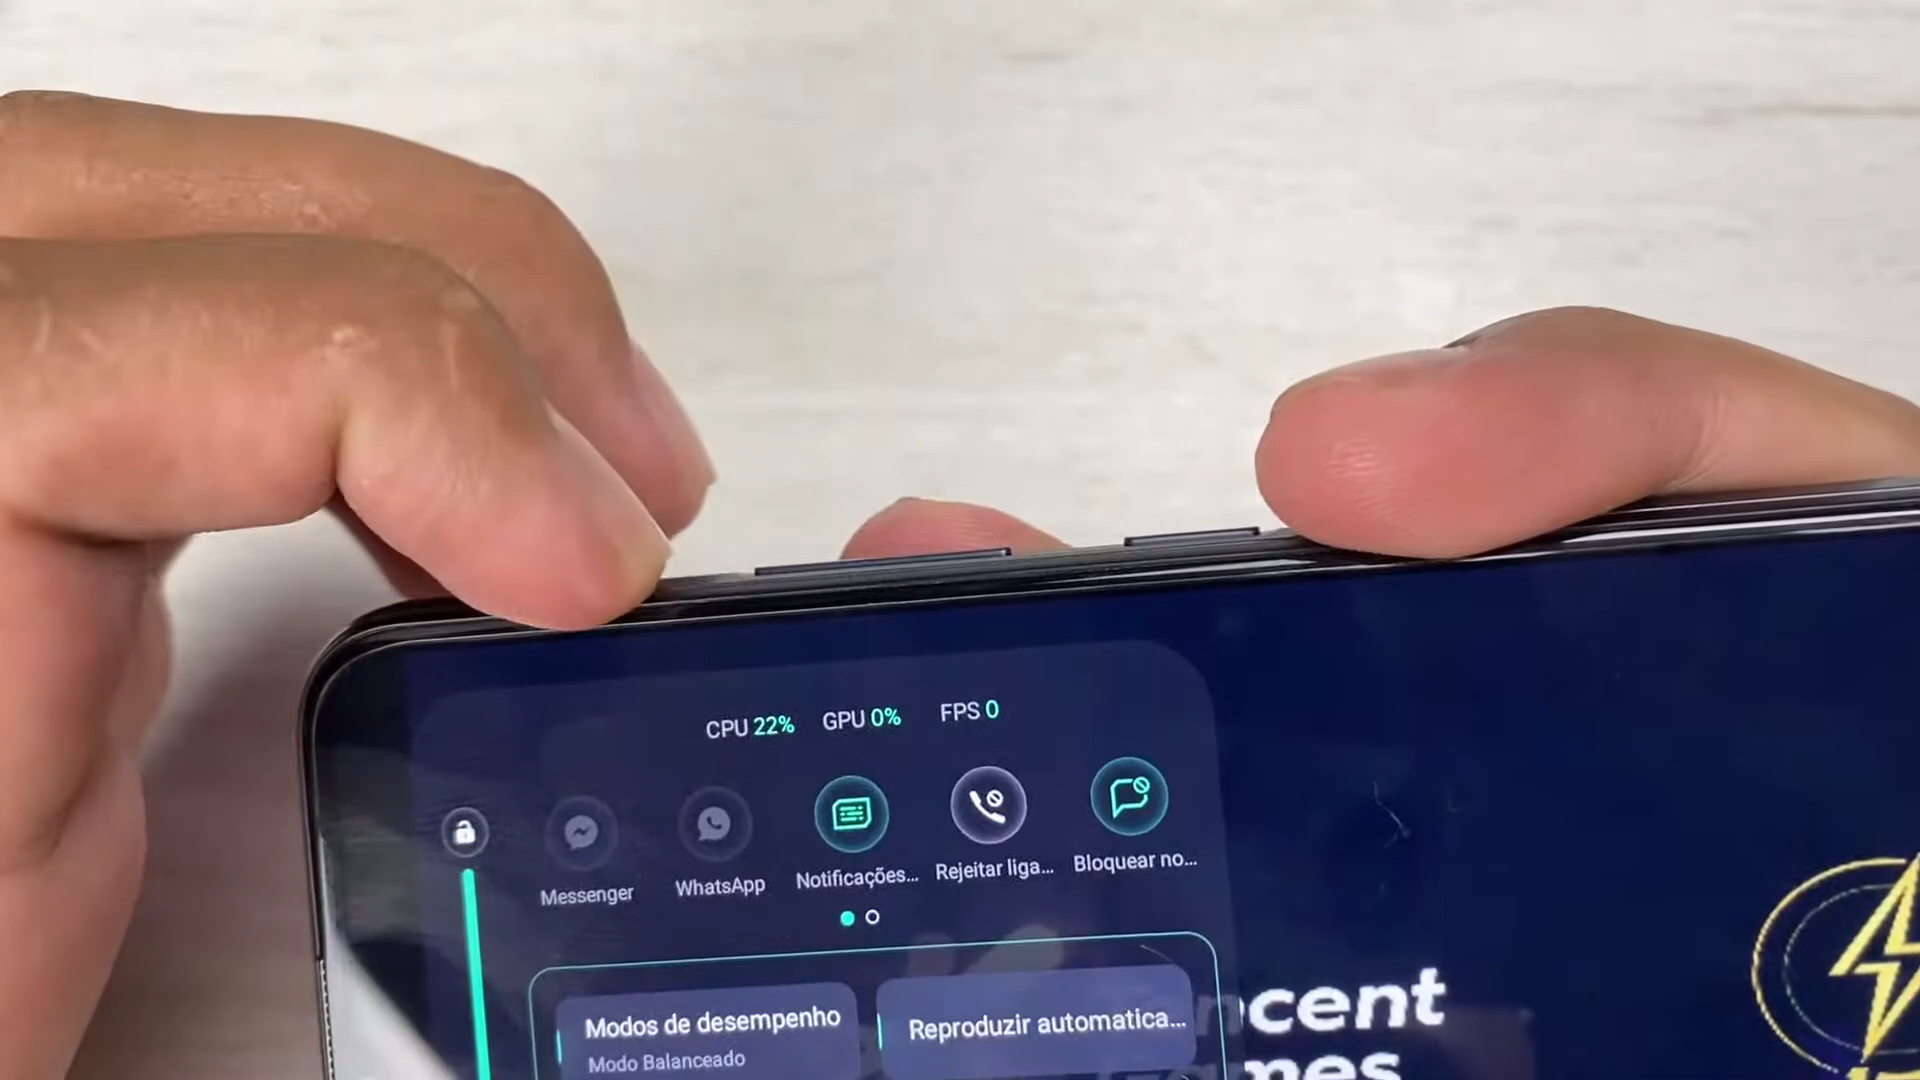 CPU 22% GPU 0% FPS 0
Messenger WhatsApp Notificações... Rejeitar liga... Bloquear no...
Modos de desempenho
Modo Balanceado
Reproduzir automatica...